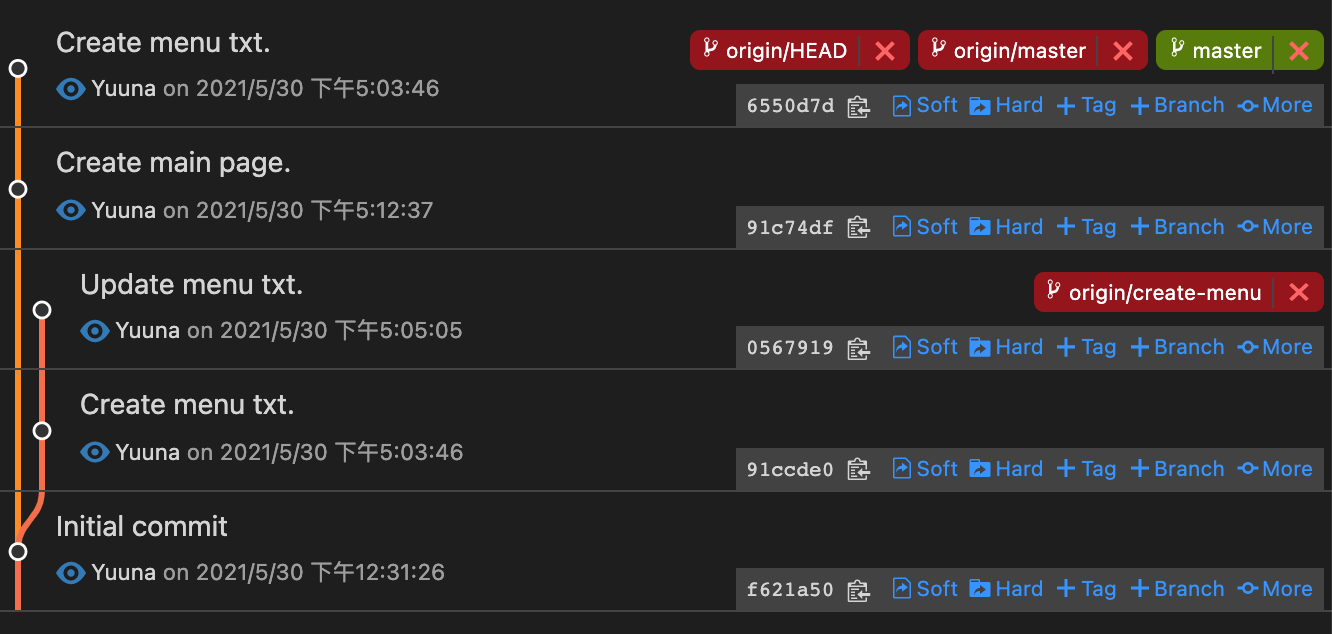 Create menu txt.
origin/HEAD
origin/master
master
Yuuna on 2021/5/30 下午5:03:46
6550d7d Soft Hard Tag Branch More
Create main page.
Yuuna on 2021/5/30 下午5:12:37
91c74df Soft Hard Tag Branch More
Update menu txt.
origin/create-menu
Yuuna on 2021/5/30 下午5:05:05
0567919 Soft Hard Tag Branch More
Create menu txt.
Yuuna on 2021/5/30 下午5:03:46
91ccde0 Soft Hard Tag Branch More
Initial commit
Yuuna on 2021/5/30 下午12:31:26
f621a50 Soft Hard Tag Branch More